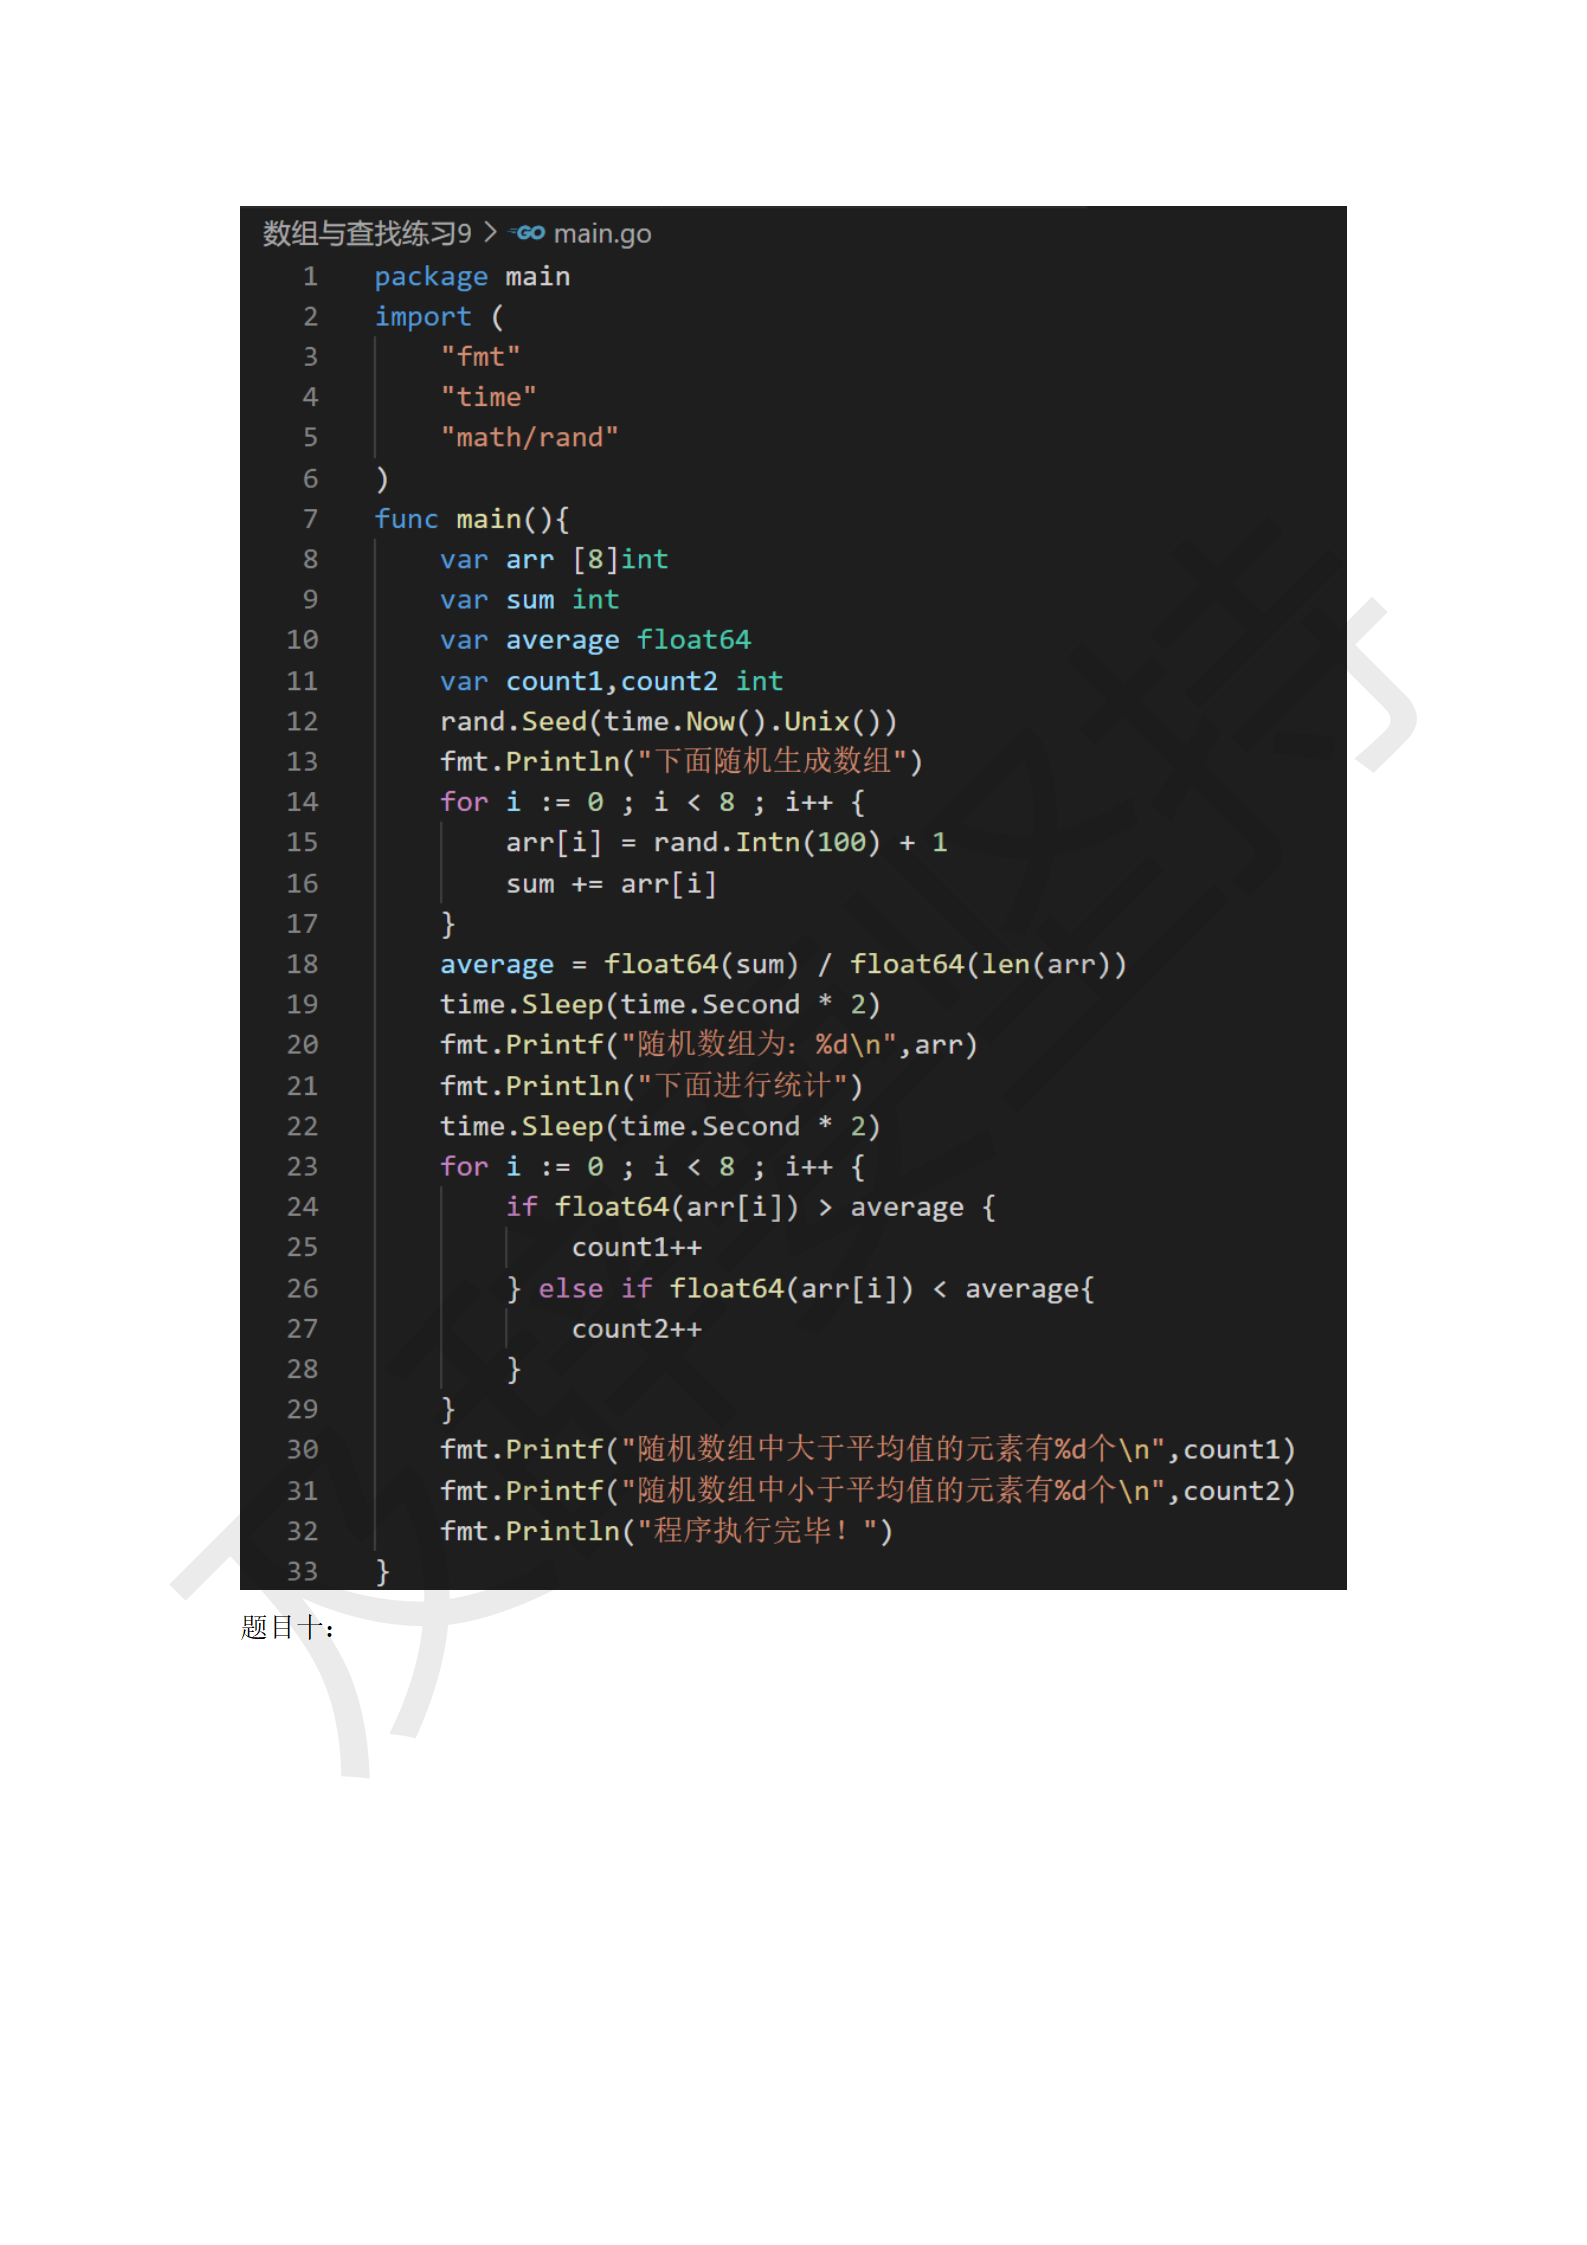 数组与查找练习9 > GO main.go
1 package main
2 import (
3 "fmt"
4 "time"
5 "math/rand"
6 )
7 func main(){
8 var arr [8]int
9 var sum int
10 var average float64
11 var count1,count2 int
12 rand.Seed(time.Now().Unix())
13 fmt.Println("下面随机生成数组")
14 for i := 0 ; i < 8 ; i++ {
15 arr[i] = rand.Intn(100) + 1
16 sum += arr[i]
17 }
18 average = float64(sum) / float64(len(arr))
19 time.Sleep(time.Second * 2)
20 fmt.Printf("随机数组为：%d\n",arr)
21 fmt.Println("下面进行统计")
22 time.Sleep(time.Second * 2)
23 for i := 0 ; i < 8 ; i++ {
24 if float64(arr[i]) > average {
25 count1++
26 } else if float64(arr[i]) < average{
27 count2++
28 }
29 }
30 fmt.Printf("随机数组中大于平均值的元素有%d个\n",count1)
31 fmt.Printf("随机数组中小于平均值的元素有%d个\n",count2)
32 fmt.Println("程序执行完毕！")
33 }
题目十：